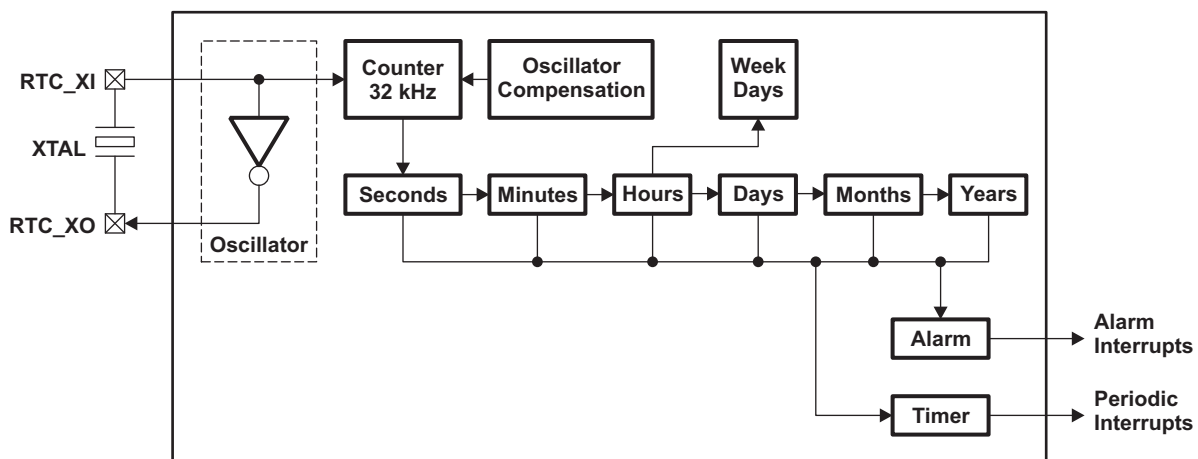 RTC_XI
XTAL
RTC_XO
Oscillator
Counter
32 kHz
Oscillator
Compensation
Week
Days
Seconds
Minutes
Hours
Days
Months
Years
Alarm
Alarm
Interrupts
Timer
Periodic
Interrupts